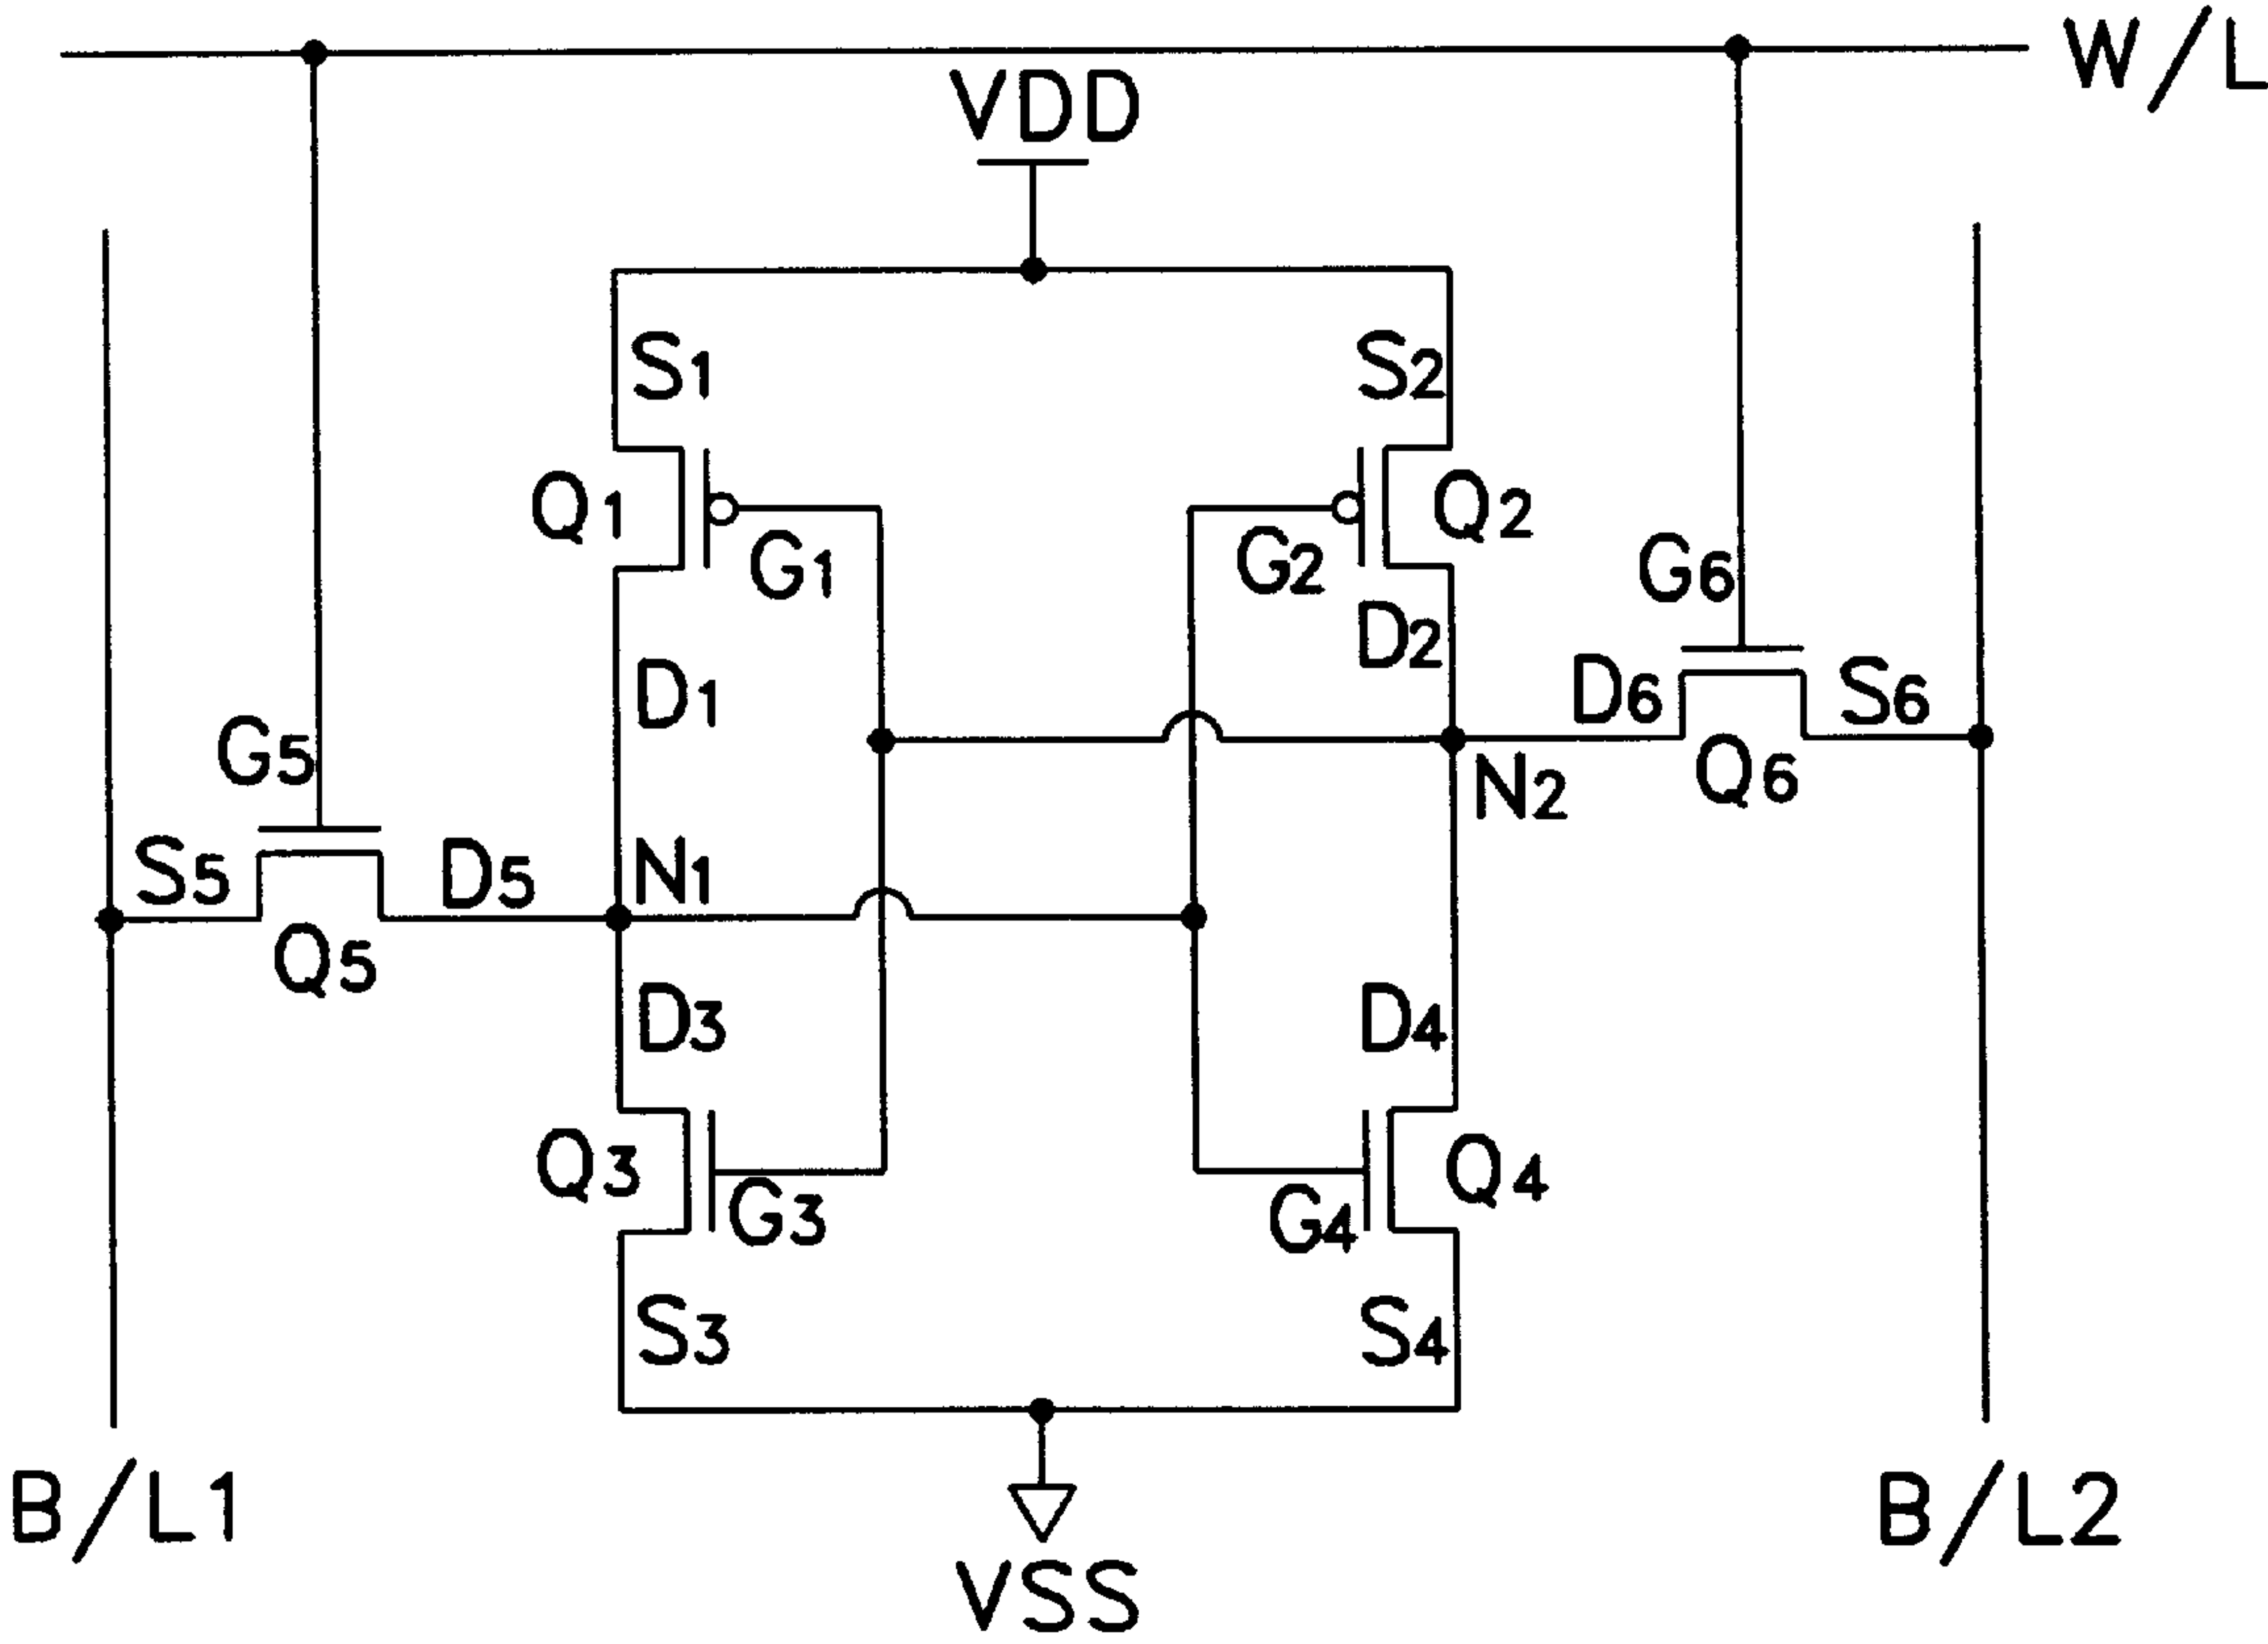 W/L
VDD
S1
S2
Q1
G1
G2
Q2
G6
D1
D2
D6
S6
G5
N2
Q6
S5
D5
N1
Q5
D3
D4
Q3
G3
G4
Q4
S3
S4
B/L1
B/L2
VSS